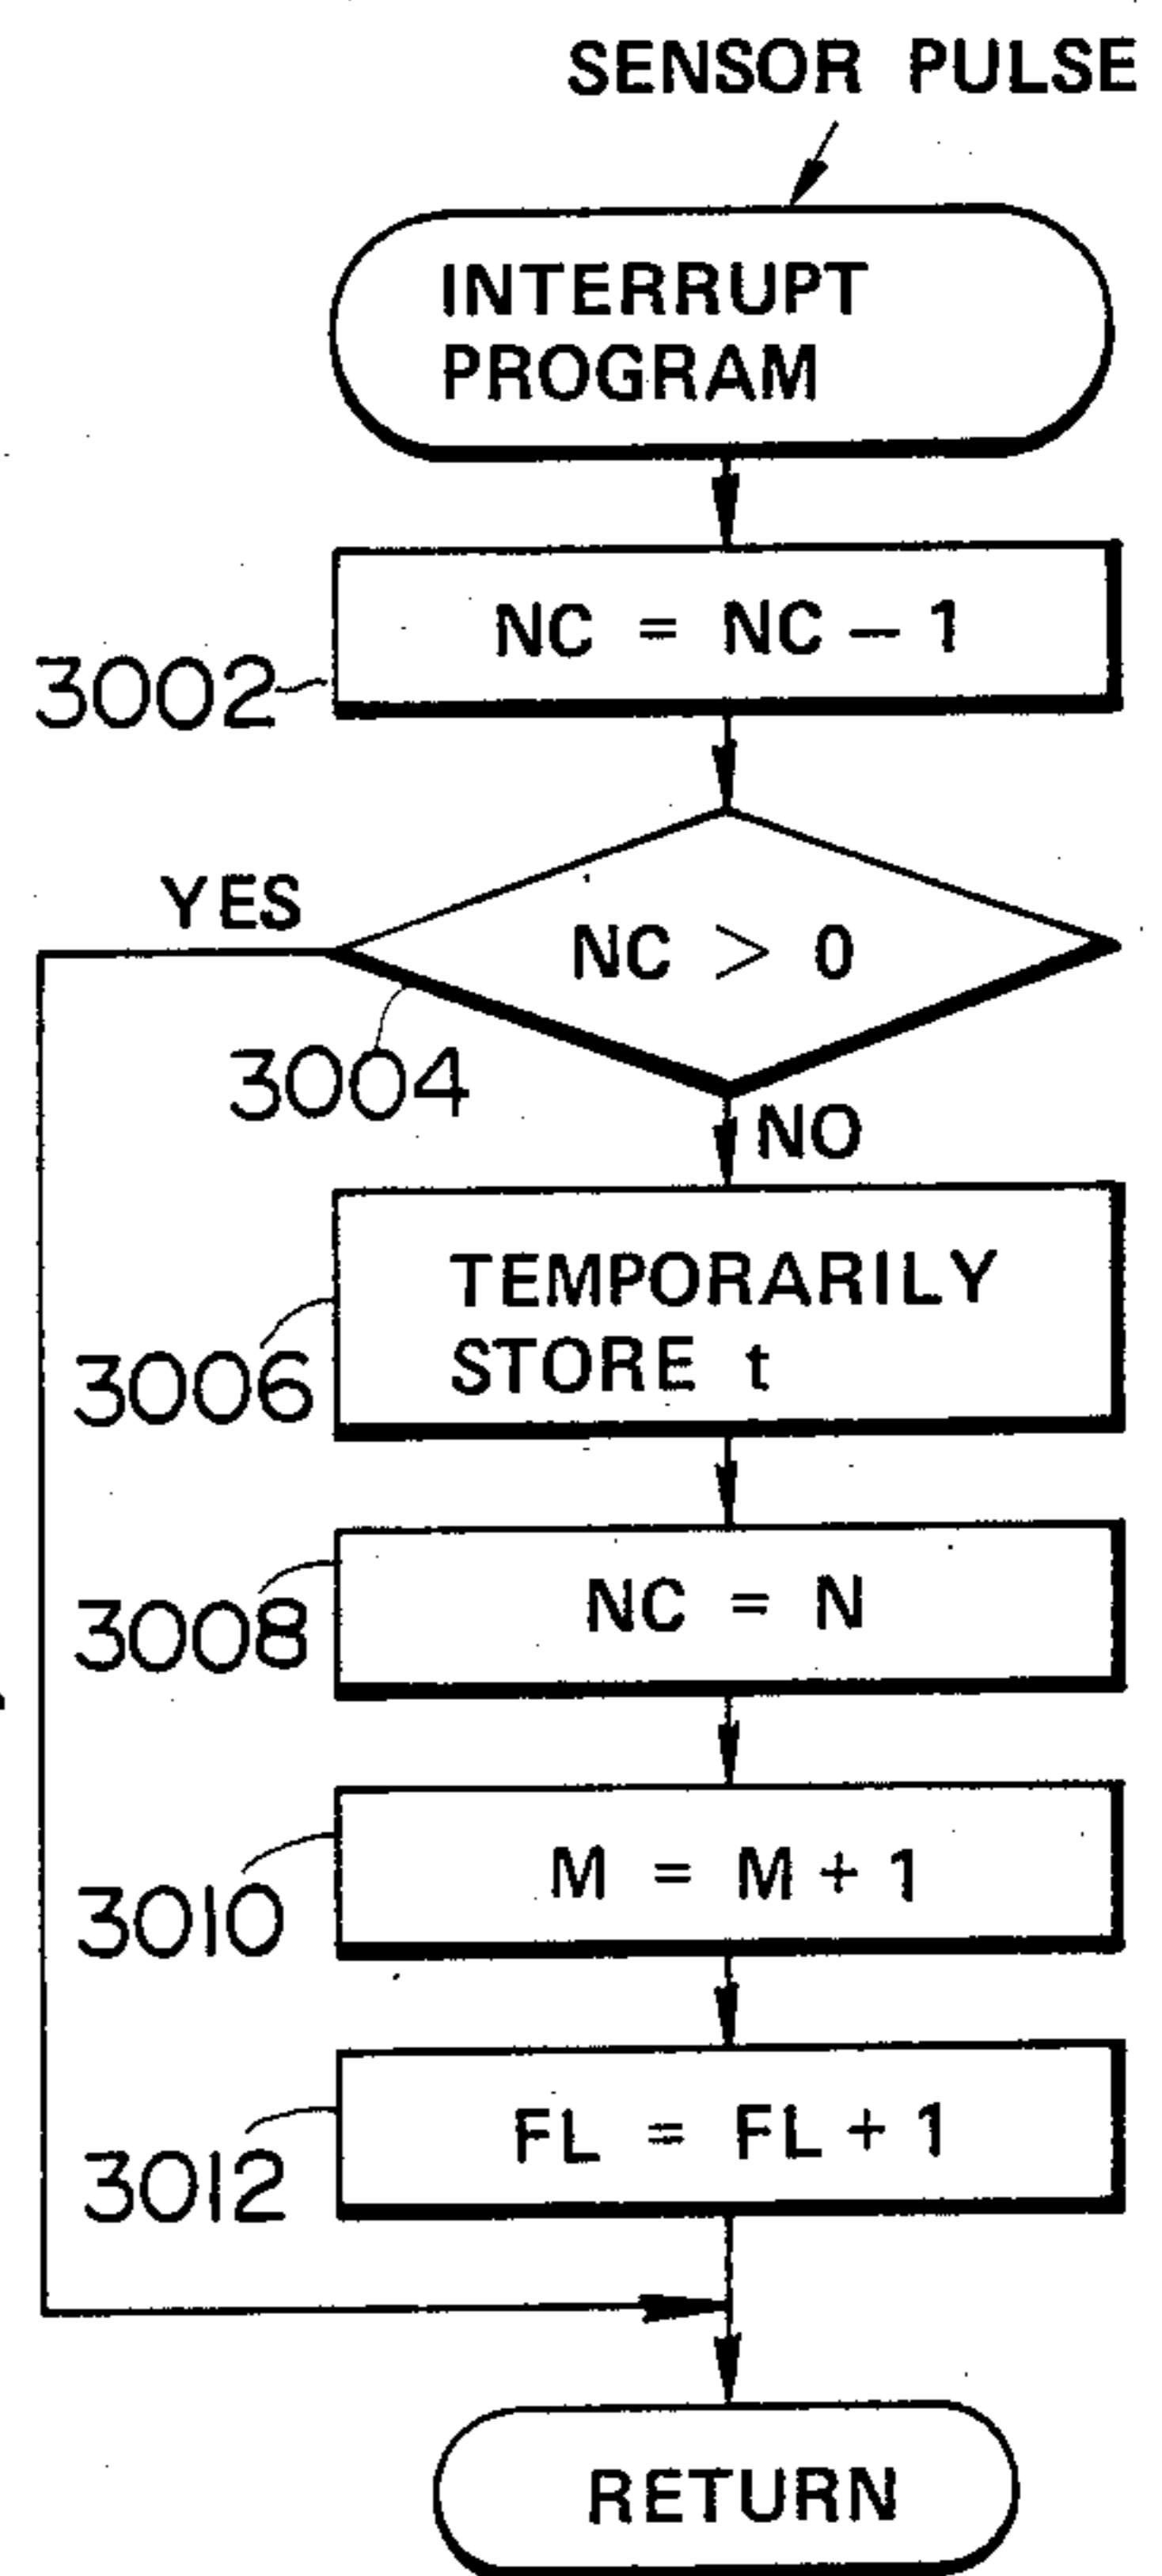 SENSOR PULSE
INTERRUPT
PROGRAM
NC = NC – 1
3002
YES
NC > 0
3004
NO
TEMPORARILY
STORE t
3006
NC = N
3008
M = M + 1
3010
FL = FL + 1
3012
RETURN